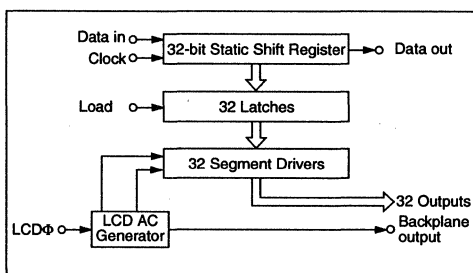 Data in
Clock
32-bit Static Shift Register
Data out
Load
32 Latches
32 Segment Drivers
32 Outputs
LCDΦ
LCD AC
Generator
Backplane
output